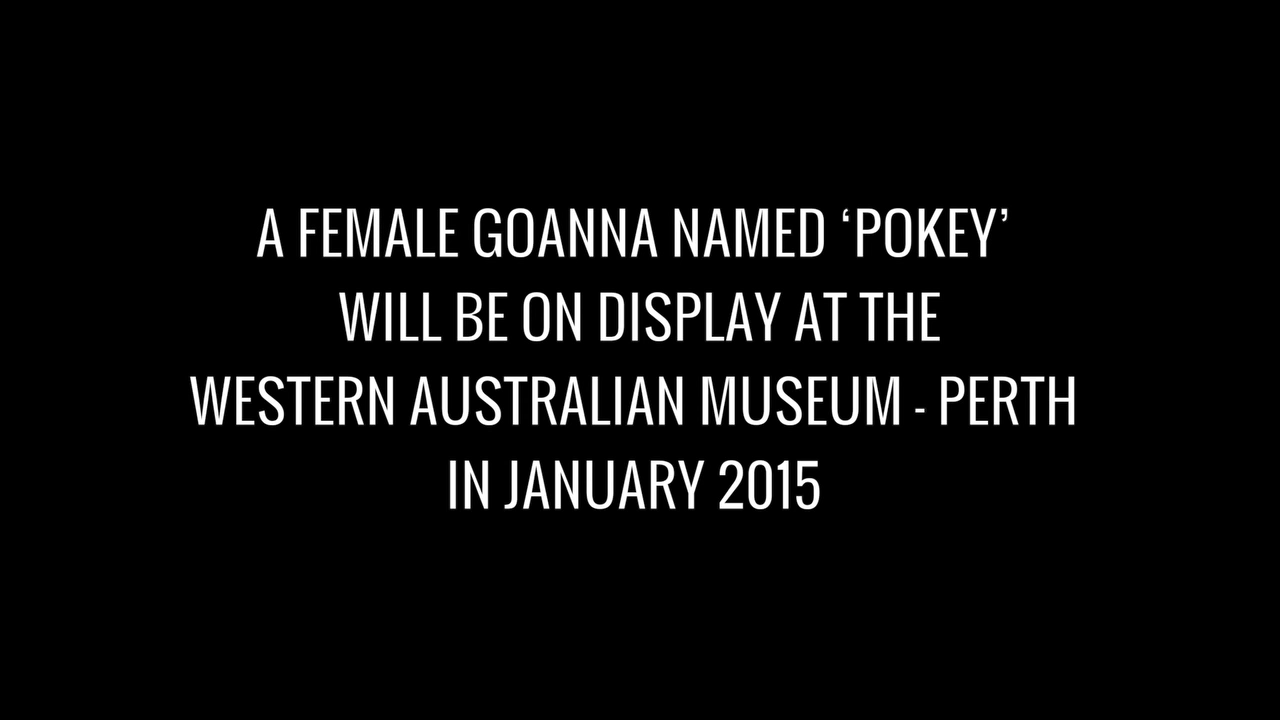 A FEMALE GOANNA NAMED ‘POKEY’
WILL BE ON DISPLAY AT THE
WESTERN AUSTRALIAN MUSEUM - PERTH
IN JANUARY 2015